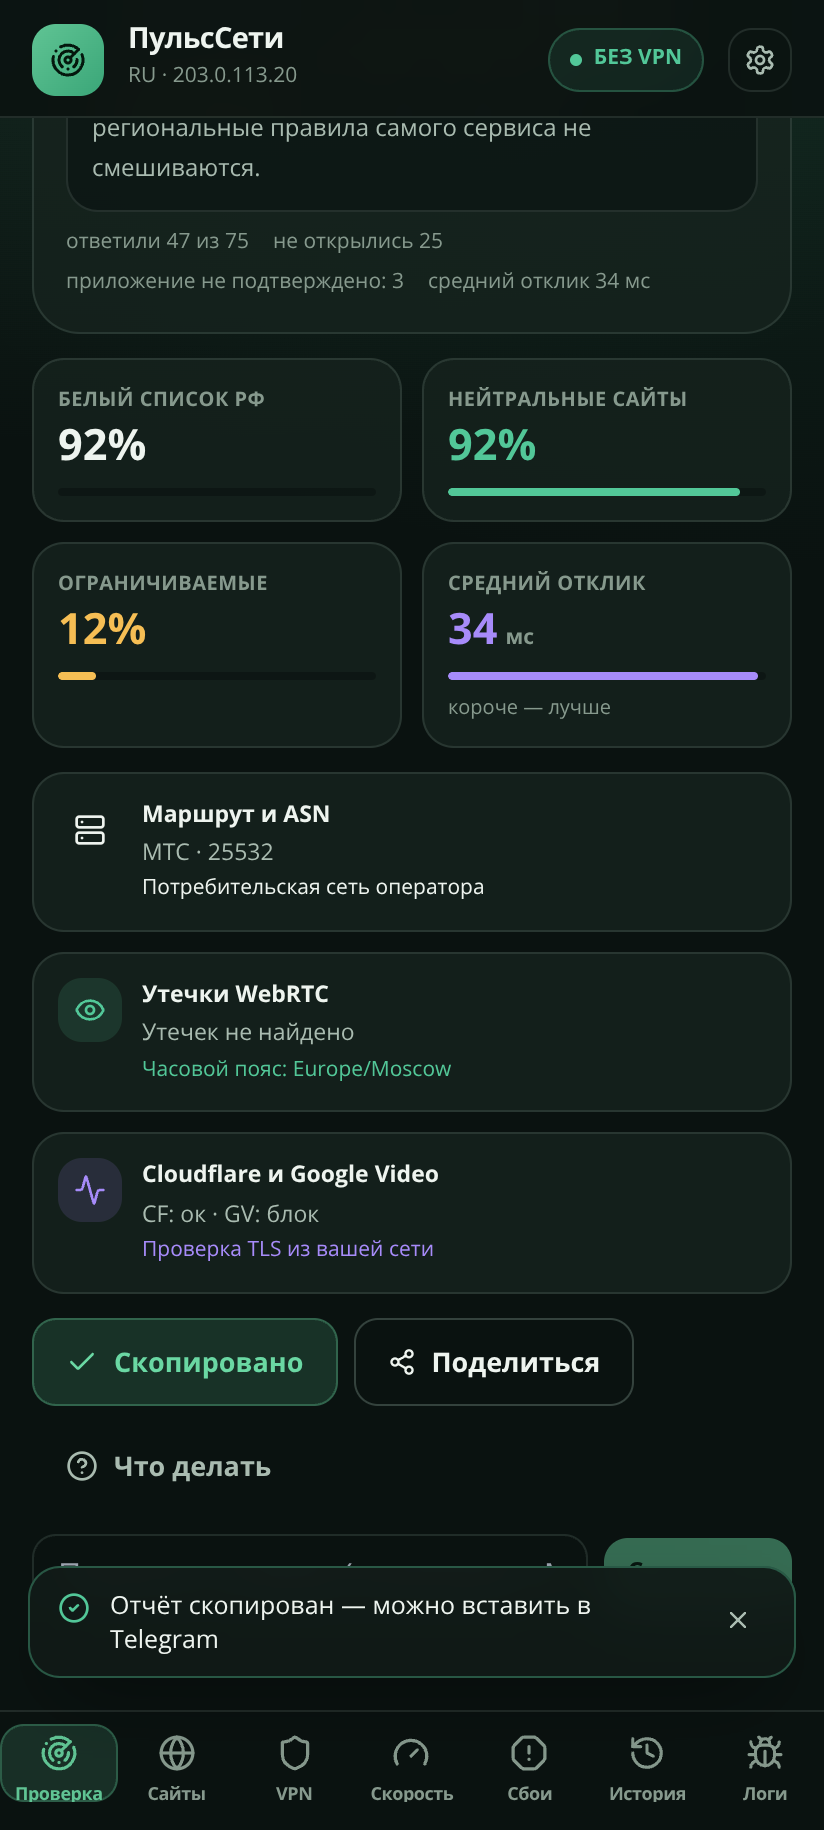 ПульсСети
RU · 203.0.113.20
БЕЗ VPN
региональные правила самого сервиса не
смешиваются.
ответили 47 из 75 не открылись 25
приложение не подтверждено: 3 средний отклик 34 мс
БЕЛЫЙ СПИСОК РФ
92%
НЕЙТРАЛЬНЫЕ САЙТЫ
92%
ОГРАНИЧИВАЕМЫЕ
12%
СРЕДНИЙ ОТКЛИК
34 мс
короче — лучше
Маршрут и ASN
МТС · 25532
Потребительская сеть оператора
Утечки WebRTC
Утечек не найдено
Часовой пояс: Europe/Moscow
Cloudflare и Google Video
CF: ок · GV: блок
Проверка TLS из вашей сети
Скопировано
Поделиться
Что делать
Отчёт скопирован — можно вставить в
Telegram
Проверка
Сайты
VPN
Скорость
Сбои
История
Логи